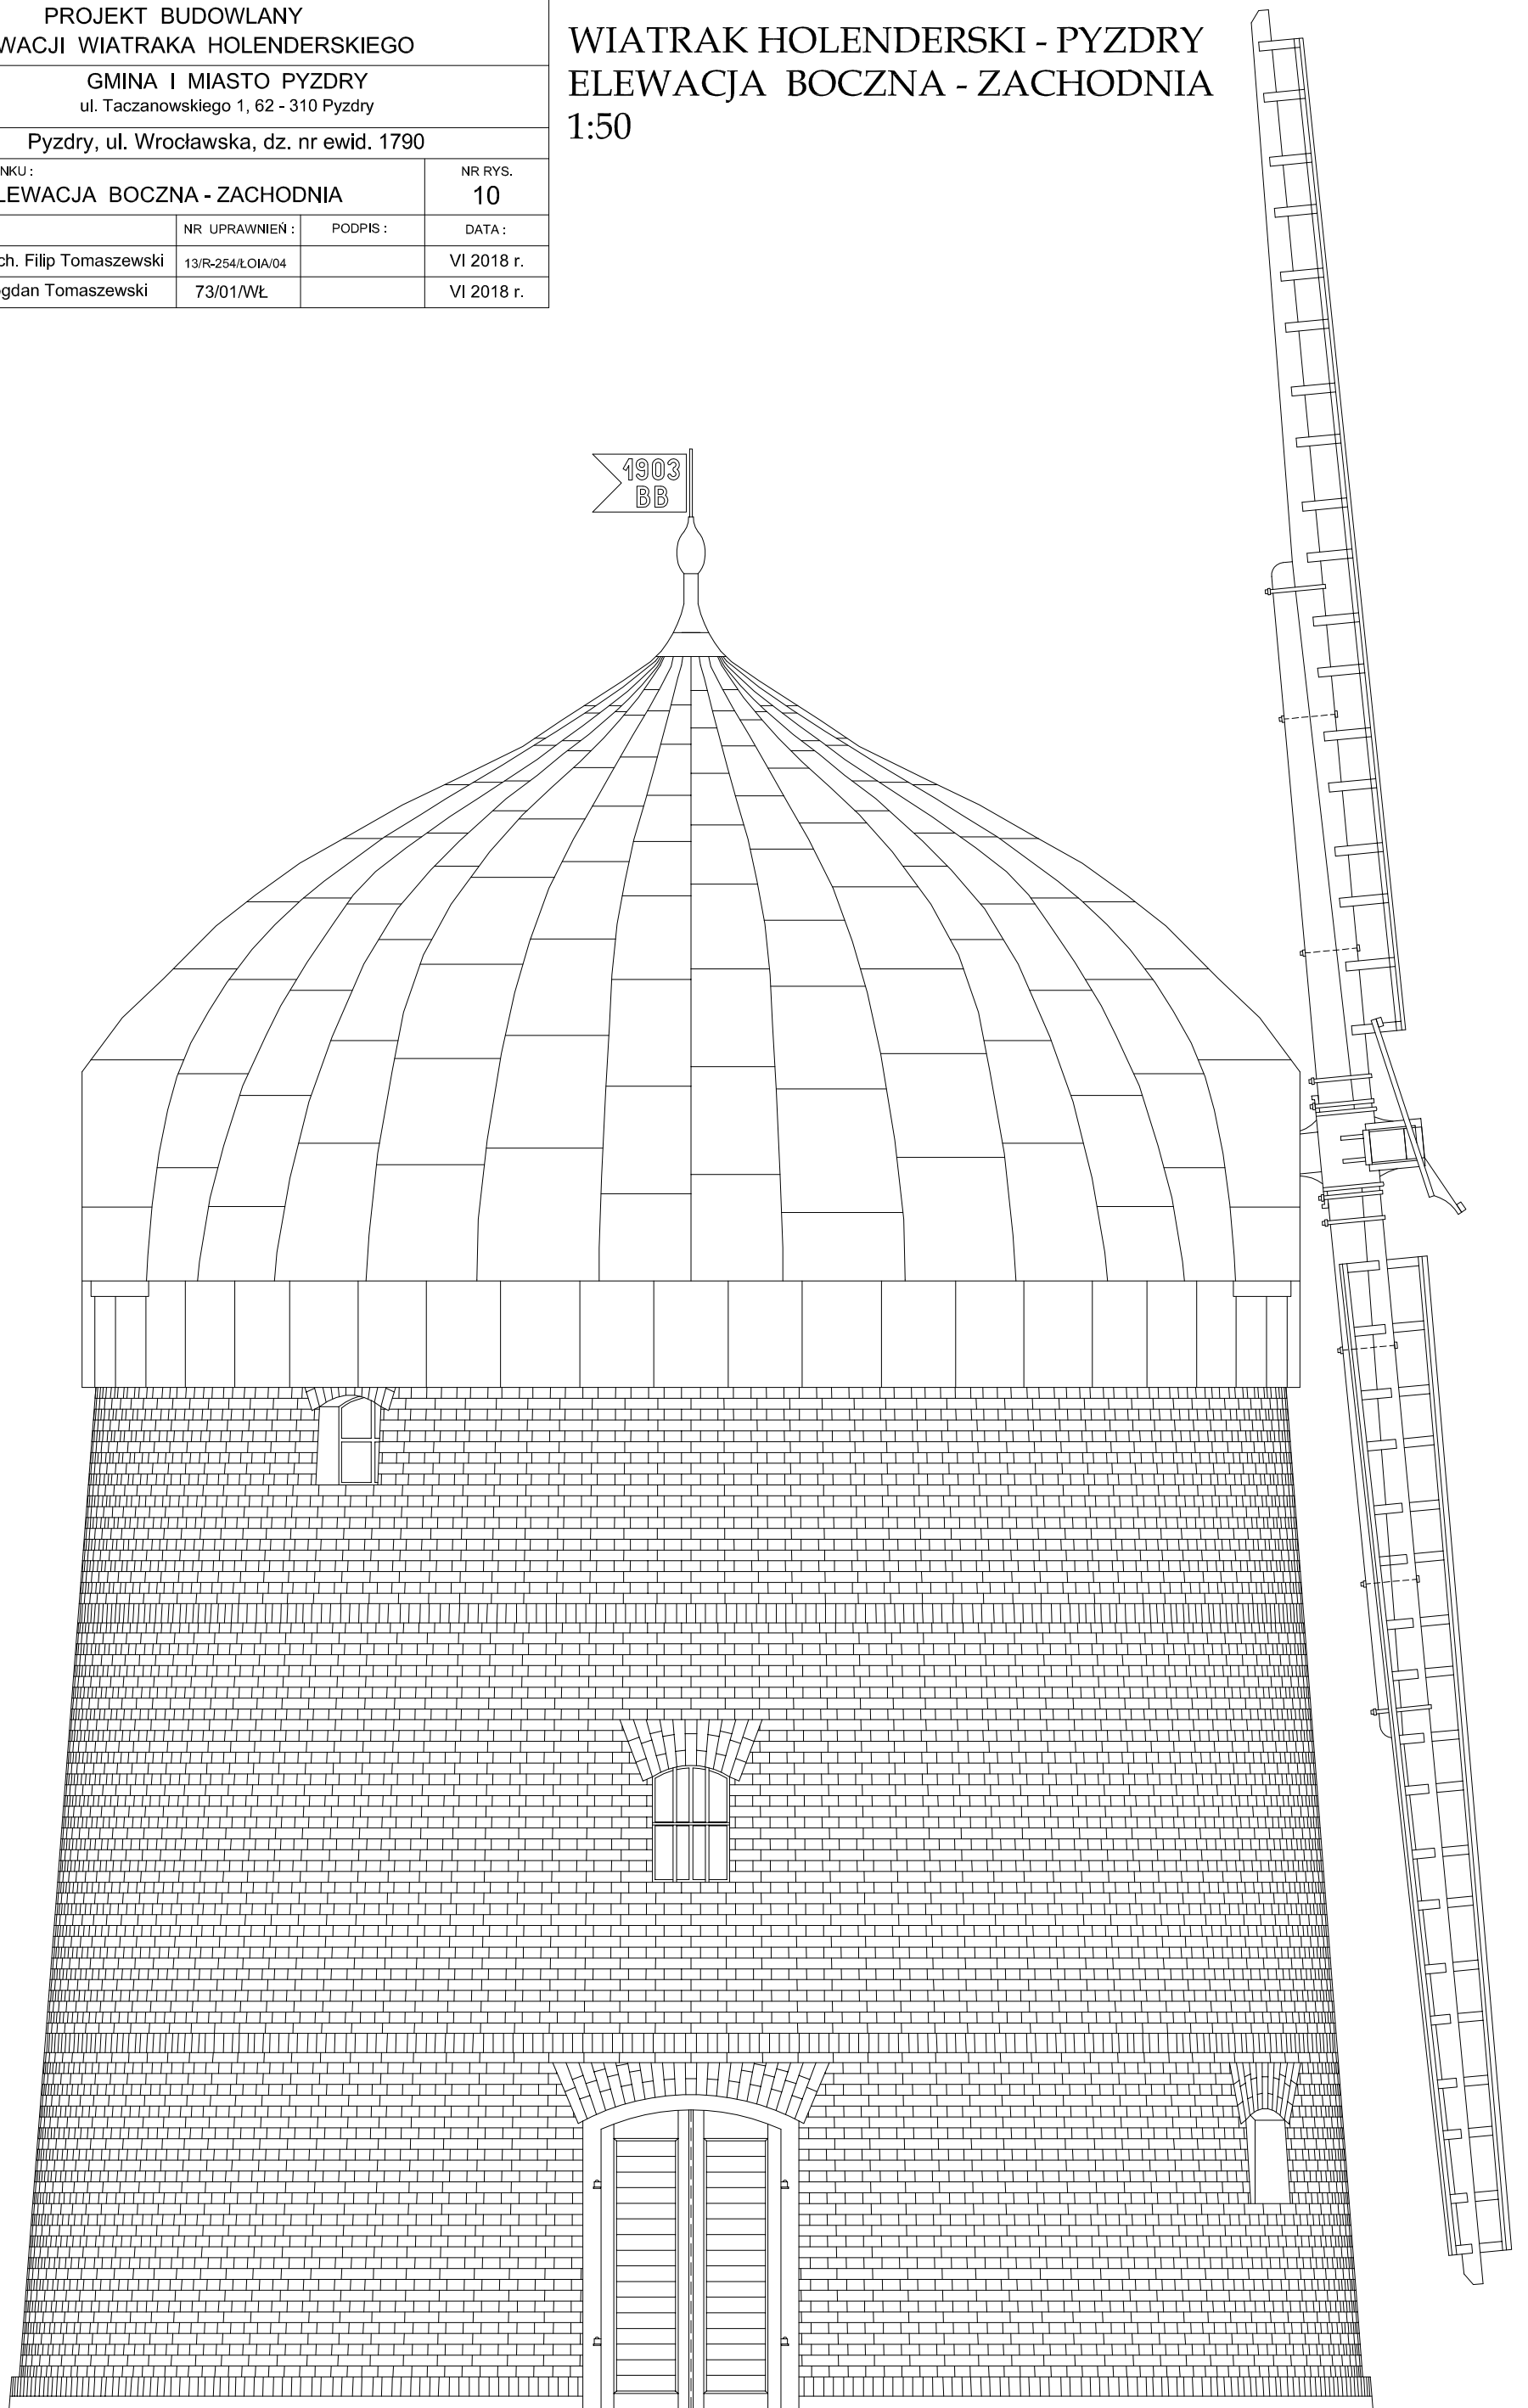 PROJEKT BUDOWLANY
WACJI WIATRAKA HOLENDERSKIEGO
GMINA I MIASTO PYZDRY
ul. Taczanowskiego 1, 62 - 310 Pyzdry
Pyzdry, ul. Wrocławska, dz. nr ewid. 1790
NKU :
LEWACJA BOCZNA - ZACHODNIA
NR RYS.
10
NR UPRAWNIEŃ :
PODPIS :
DATA :
ch. Filip Tomaszewski
13/R-254/ŁOIA/04
VI 2018 r.
gdan Tomaszewski
73/01/WŁ
VI 2018 r.
WIATRAK HOLENDERSKI - PYZDRY
ELEWACJA BOCZNA - ZACHODNIA
1:50
1903
BB